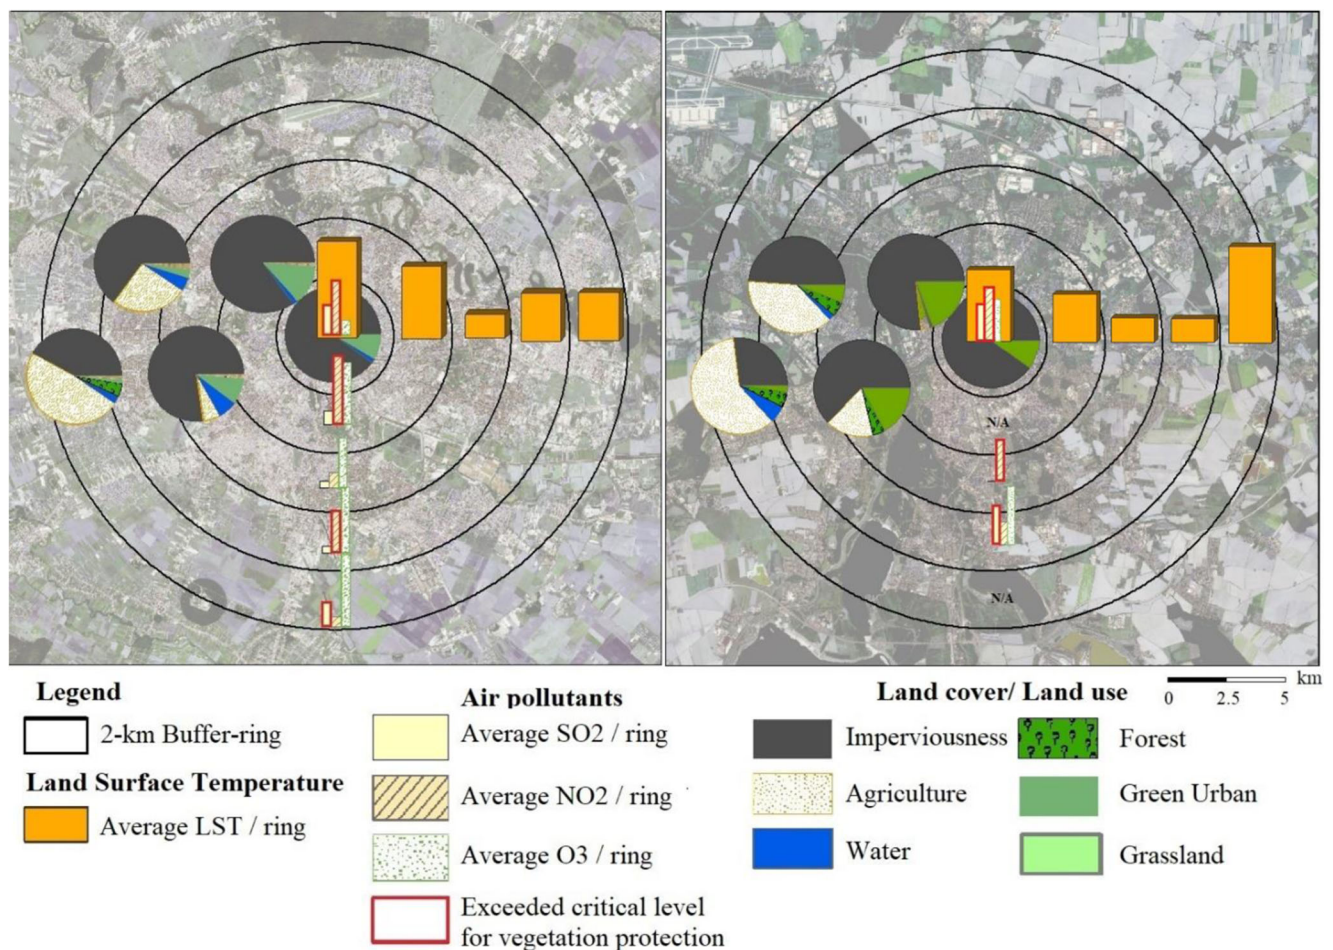 N/A
N/A
km
0 2.5 5
Legend
2-km Buffer-ring
Land Surface Temperature
Average LST / ring
Air pollutants
Average SO2 / ring
Average NO2 / ring
Average O3 / ring
Exceeded critical level
for vegetation protection
Land cover/ Land use
Imperviousness
Agriculture
Water
Forest
Green Urban
Grassland